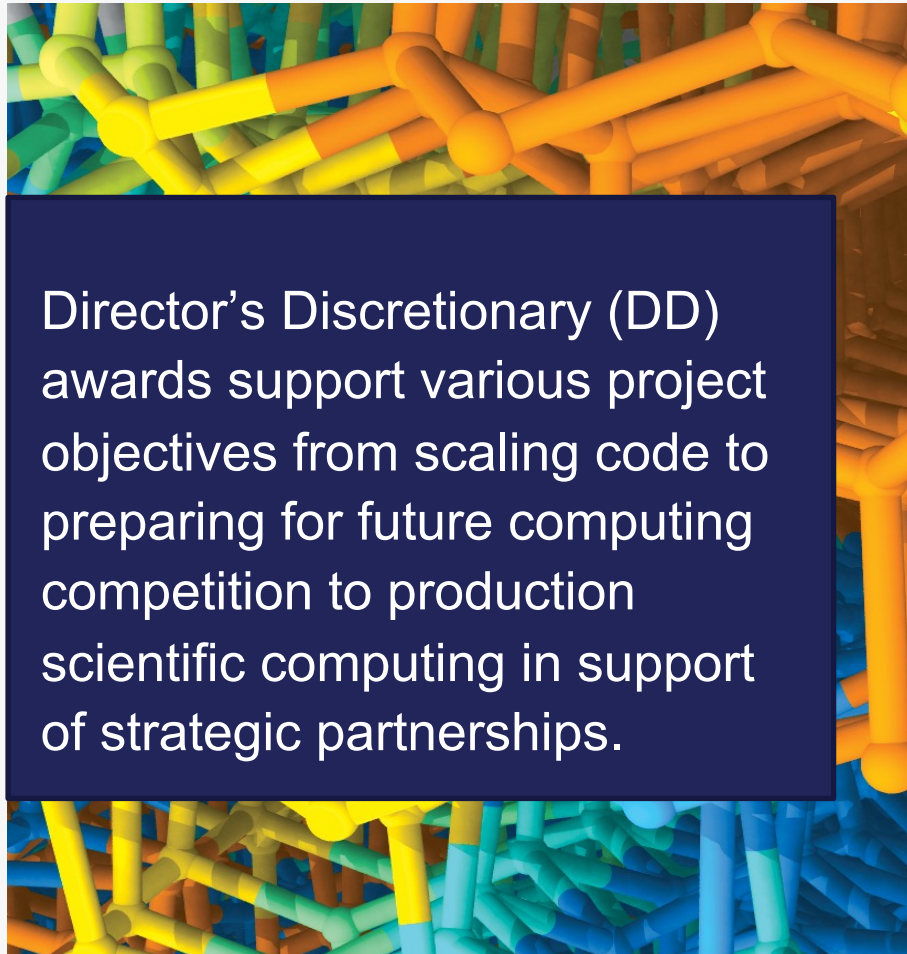 Director’s Discretionary (DD)
awards support various project
objectives from scaling code to
preparing for future computing
competition to production
scientific computing in support
of strategic partnerships.